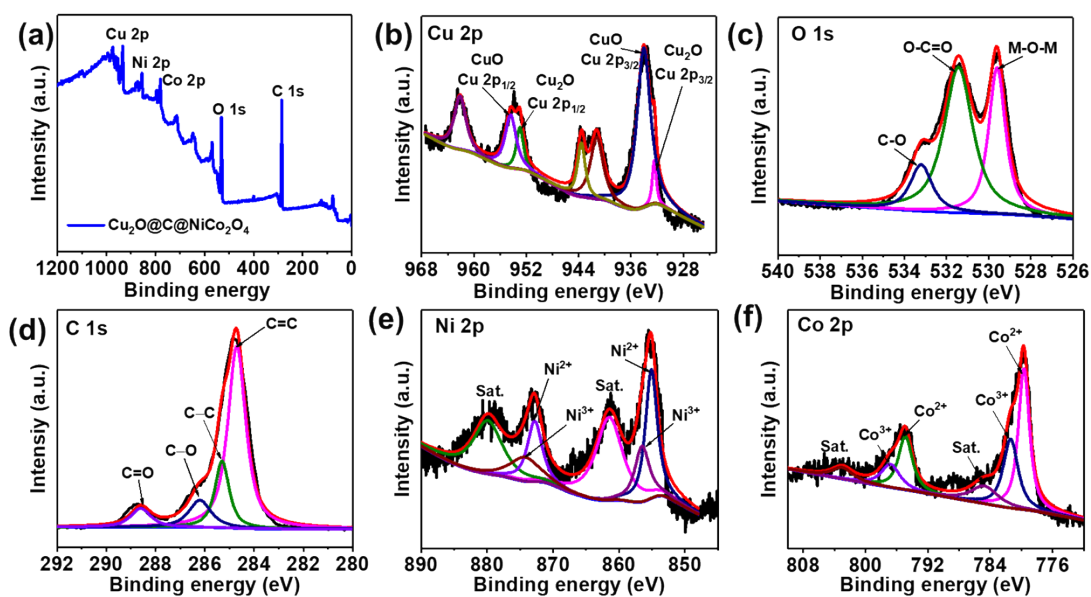 (a)
Cu 2p
Ni 2p
Co 2p
O 1s
C 1s
Cu₂O@C@NiCo₂O₄
Intensity (a.u.)
1200 1000 800 600 400 200 0
Binding energy
(b)
Cu 2p
CuO
Cu 2p1/2
Cu₂O
Cu 2p1/2
CuO
Cu 2p3/2
Cu₂O
Cu 2p3/2
Intensity (a.u.)
968 960 952 944 936 928
Binding energy (eV)
(c)
O 1s
O-C=O
M-O-M
C-O
Intensity (a.u.)
540 538 536 534 532 530 528 526
Binding energy (eV)
(d)
C 1s
C=C
C—C
C—O
C=O
Intensiy (a.u.)
292 290 288 286 284 282 280
Binding energy (eV)
(e)
Ni 2p
Sat.
Ni²⁺
Ni³⁺
Sat.
Ni²⁺
Ni³⁺
Intensity (a.u.)
890 880 870 860 850
Binding energy (eV)
(f)
Co 2p
Sat.
Co³⁺
Co²⁺
Sat.
Co³⁺
Co²⁺
Intensity (a.u.)
808 800 792 784 776
Binding energy (eV)